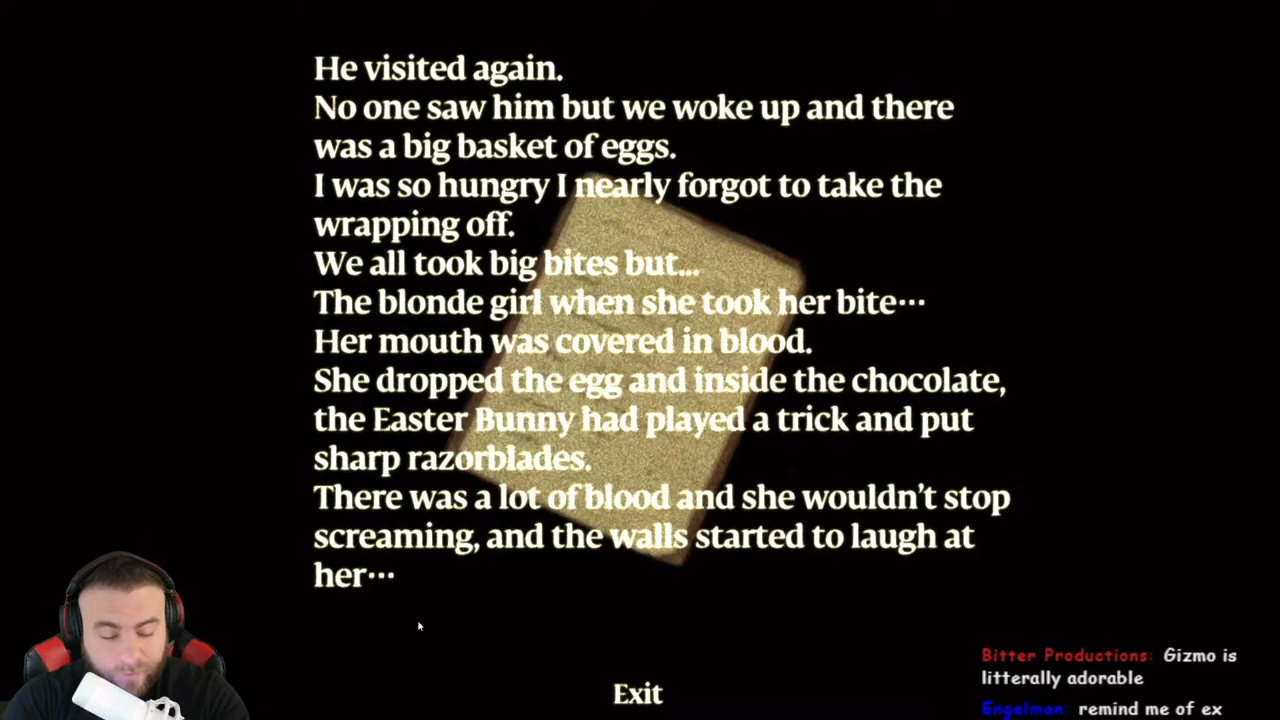 He visited again.
No one saw him but we woke up and there
was a big basket of eggs.
I was so hungry I nearly forgot to take the
wrapping off.
We all took big bites but...
The blonde girl when she took her bite···
Her mouth was covered in blood.
She dropped the egg and inside the chocolate,
the Easter Bunny had played a trick and put
sharp razorblades.
There was a lot of blood and she wouldn’t stop
screaming, and the walls started to laugh at
her···
Exit
Bitter Productions: Gizmo is
litterally adorable
Engelman: remind me of ex